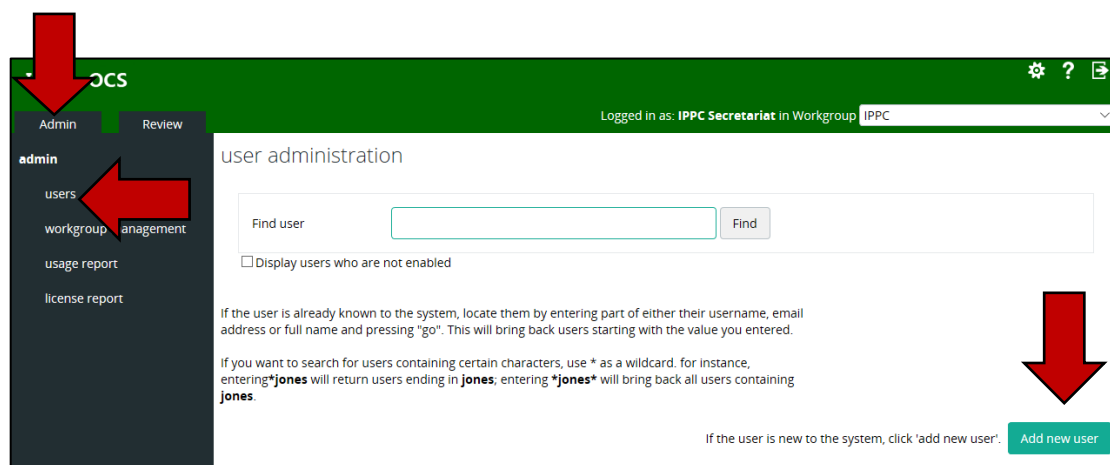 OCS
?
Logged in as: IPPC Secretariat in Workgroup IPPC
Admin Review
admin
user administration
users
Find user Find
workgroup management
Display users who are not enabled
usage report
license report
If the user is already known to the system, locate them by entering part of either their username, email
address or full name and pressing "go". This will bring back users starting with the value you entered.
If you want to search for users containing certain characters, use * as a wildcard. for instance,
entering*jones will return users ending in jones; entering *jones* will bring back all users containing
jones.
If the user is new to the system, click 'add new user'. Add new user